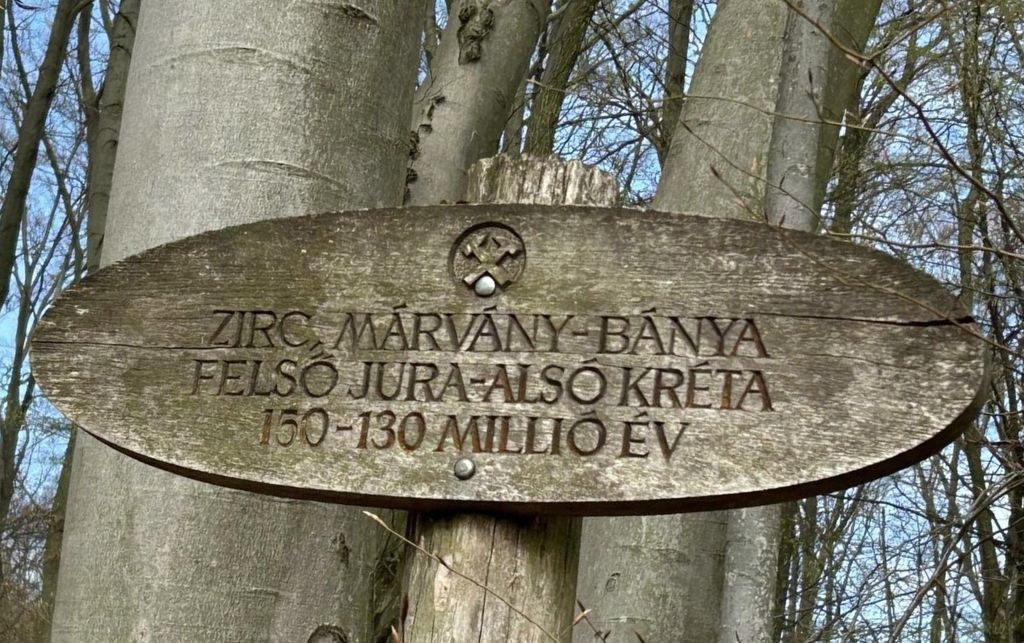 ZIRC, MÁRVÁNY-BÁNYA
FELSŐ JURA-ALSÓ KRÉTA
150-130 MILLIÓ ÉV